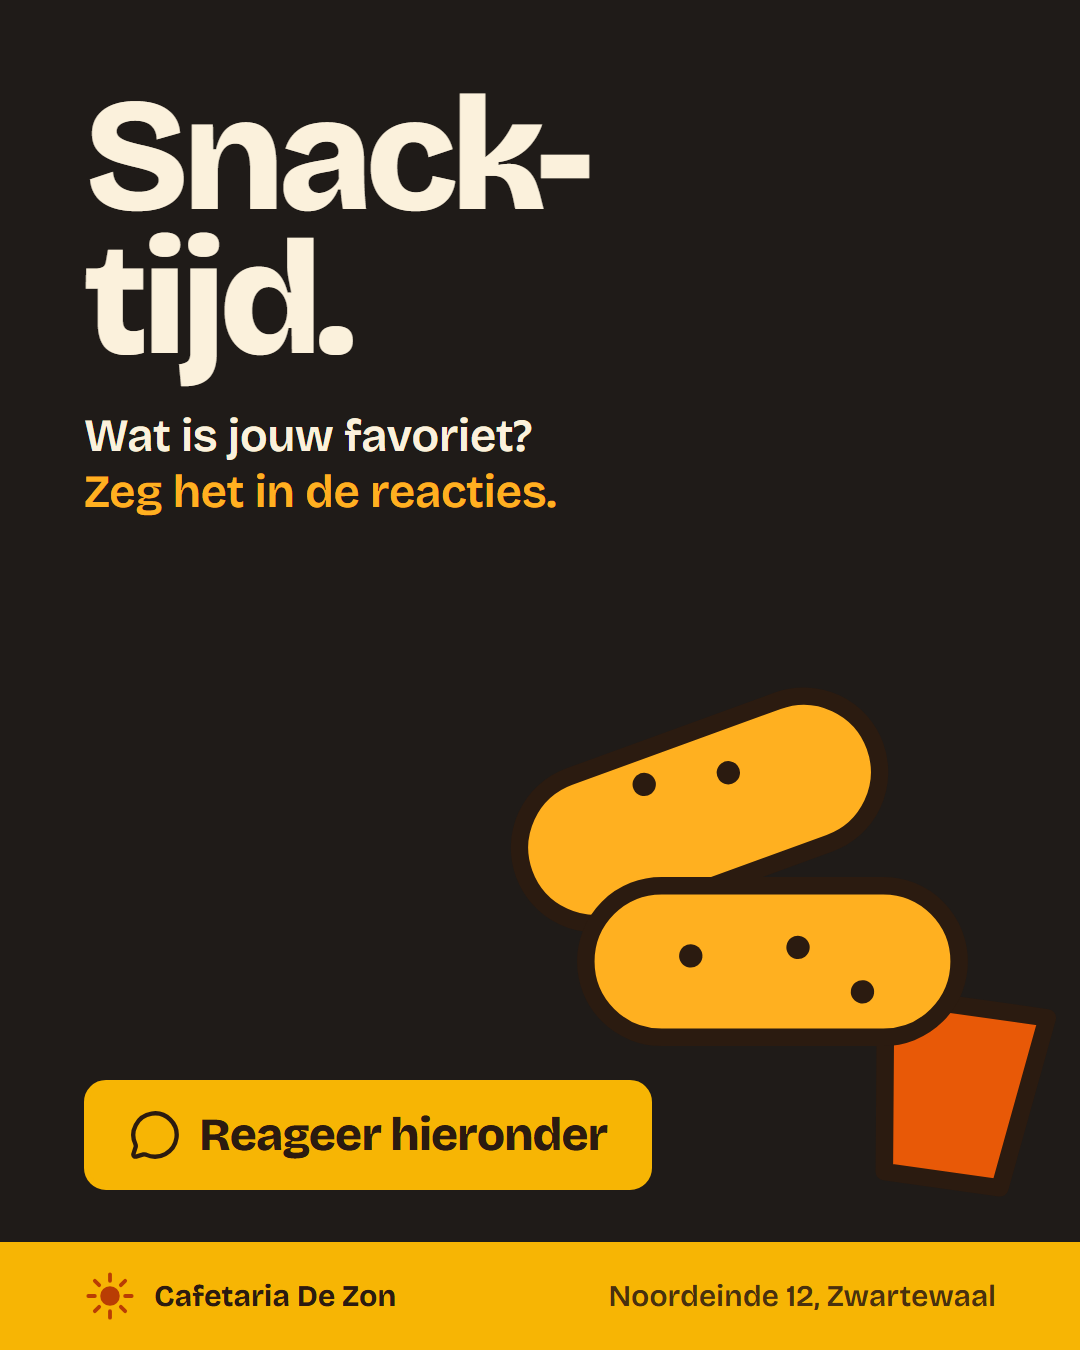 Snack-
tijd.
Wat is jouw favoriet?
Zeg het in de reacties.
Reageer hieronder
Cafetaria De Zon
Noordeinde 12, Zwartewaal